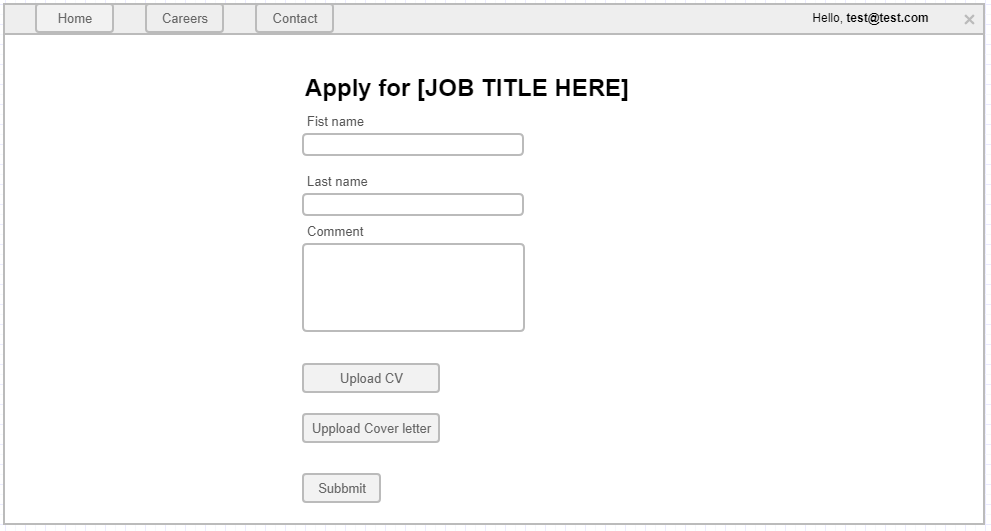 Home Careers Contact Hello, test@test.com
Apply for [JOB TITLE HERE]
Fist name
Last name
Comment
Upload CV
Uppload Cover letter
Subbmit